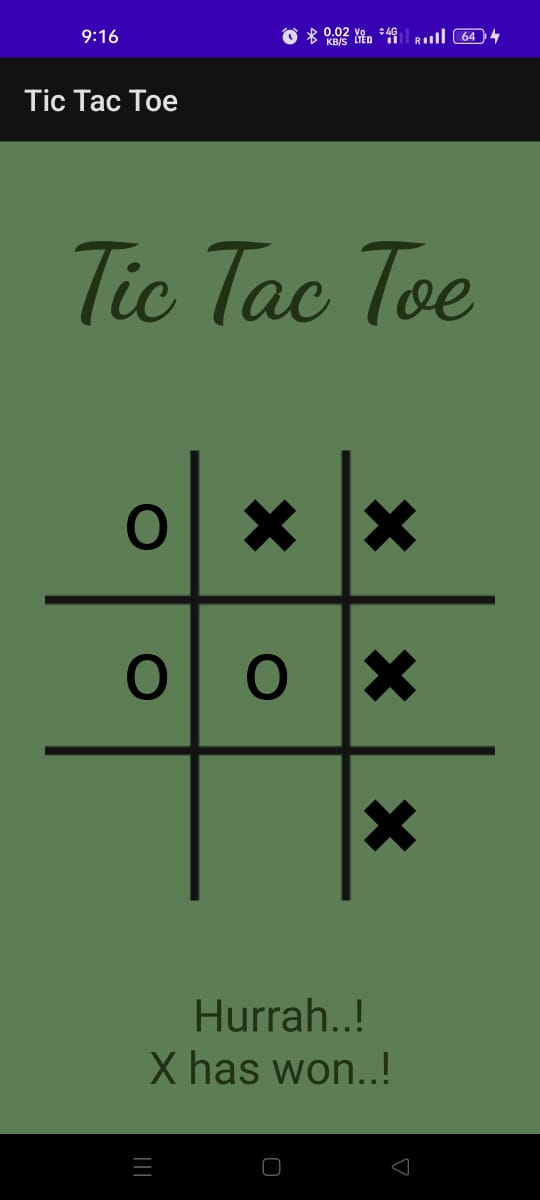 9:16 0.02 KB/S Vo LTE D 4G R 64
Tic Tac Toe
Tic Tac Toe
O ✖ ✖
O O ✖
✖
Hurrah..!
X has won..!